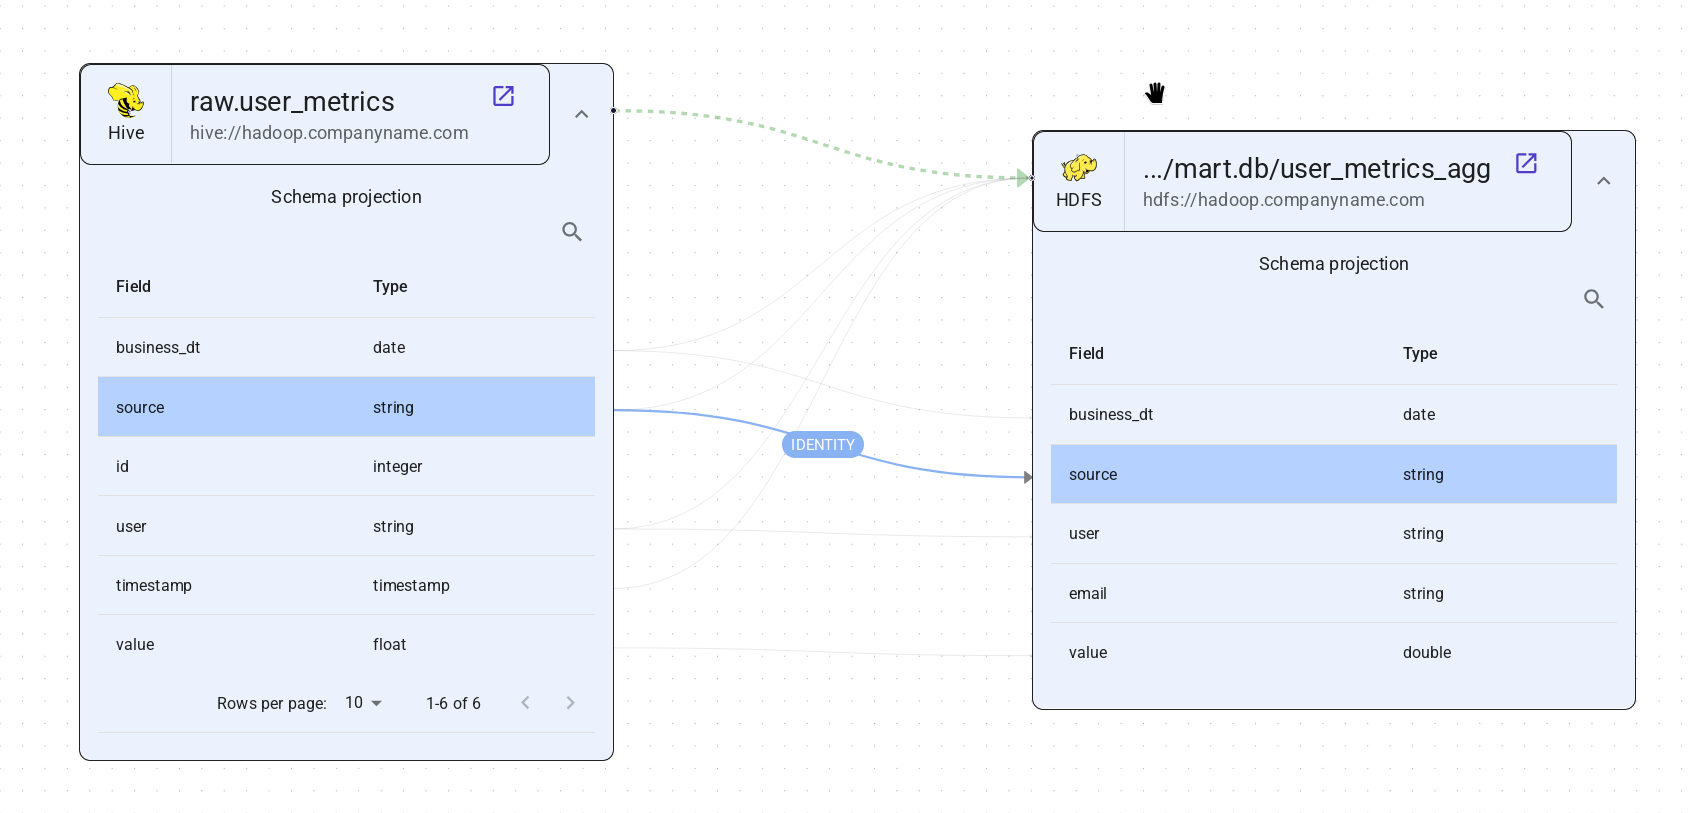 Hive
raw.user_metrics
hive://hadoop.companyname.com
Schema projection
Field Type
business_dt date
source string
id integer
user string
timestamp timestamp
value float
Rows per page: 10 1-6 of 6
IDENTITY
HDFS
.../mart.db/user_metrics_agg
hdfs://hadoop.companyname.com
Schema projection
Field Type
business_dt date
source string
user string
email string
value double